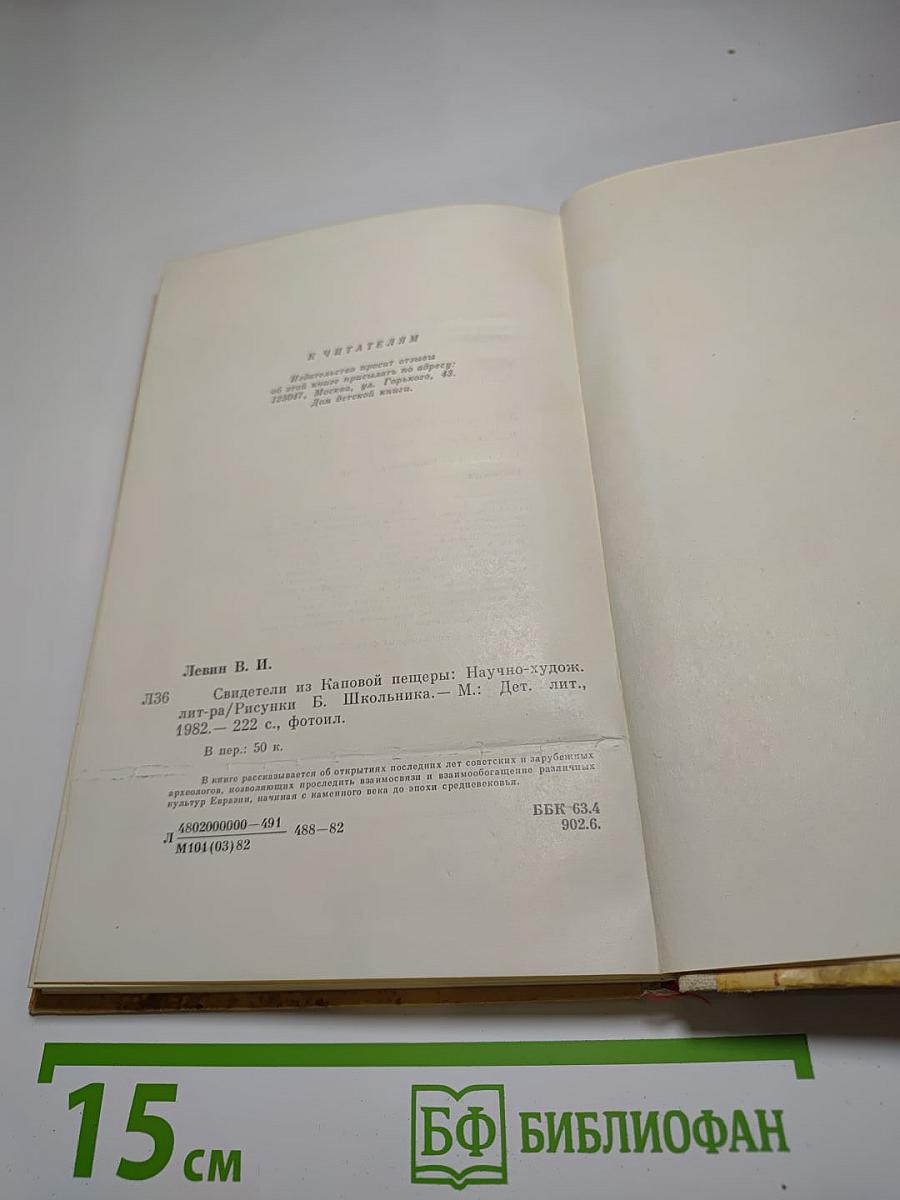 К ЧИТАТЕЛЯМ
Издательство просит отзывы
об этой книге присылать по адресу:
125047, Москва, ул. Горького, 43.
Дом детской книги.
Левин В. И.
Л36 Свидетели из Каповой пещеры: Научно-худож.
лит-ра/Рисунки Б. Школьника.— М.: Дет. лит.,
1982.— 222 с., фотоил.
В пер.: 50 к.
В книге рассказывается об открытиях последних лет советских и зарубежных
археологов, позволяющих проследить взаимосвязи и взаимообогащение различных
культур Евразии, начиная с каменного века до эпохи средневековья.
Л 4802000000—491 488—82
М101(03)82
ББК 63.4
902.6.
15 см
БФ БИБЛИОФАН